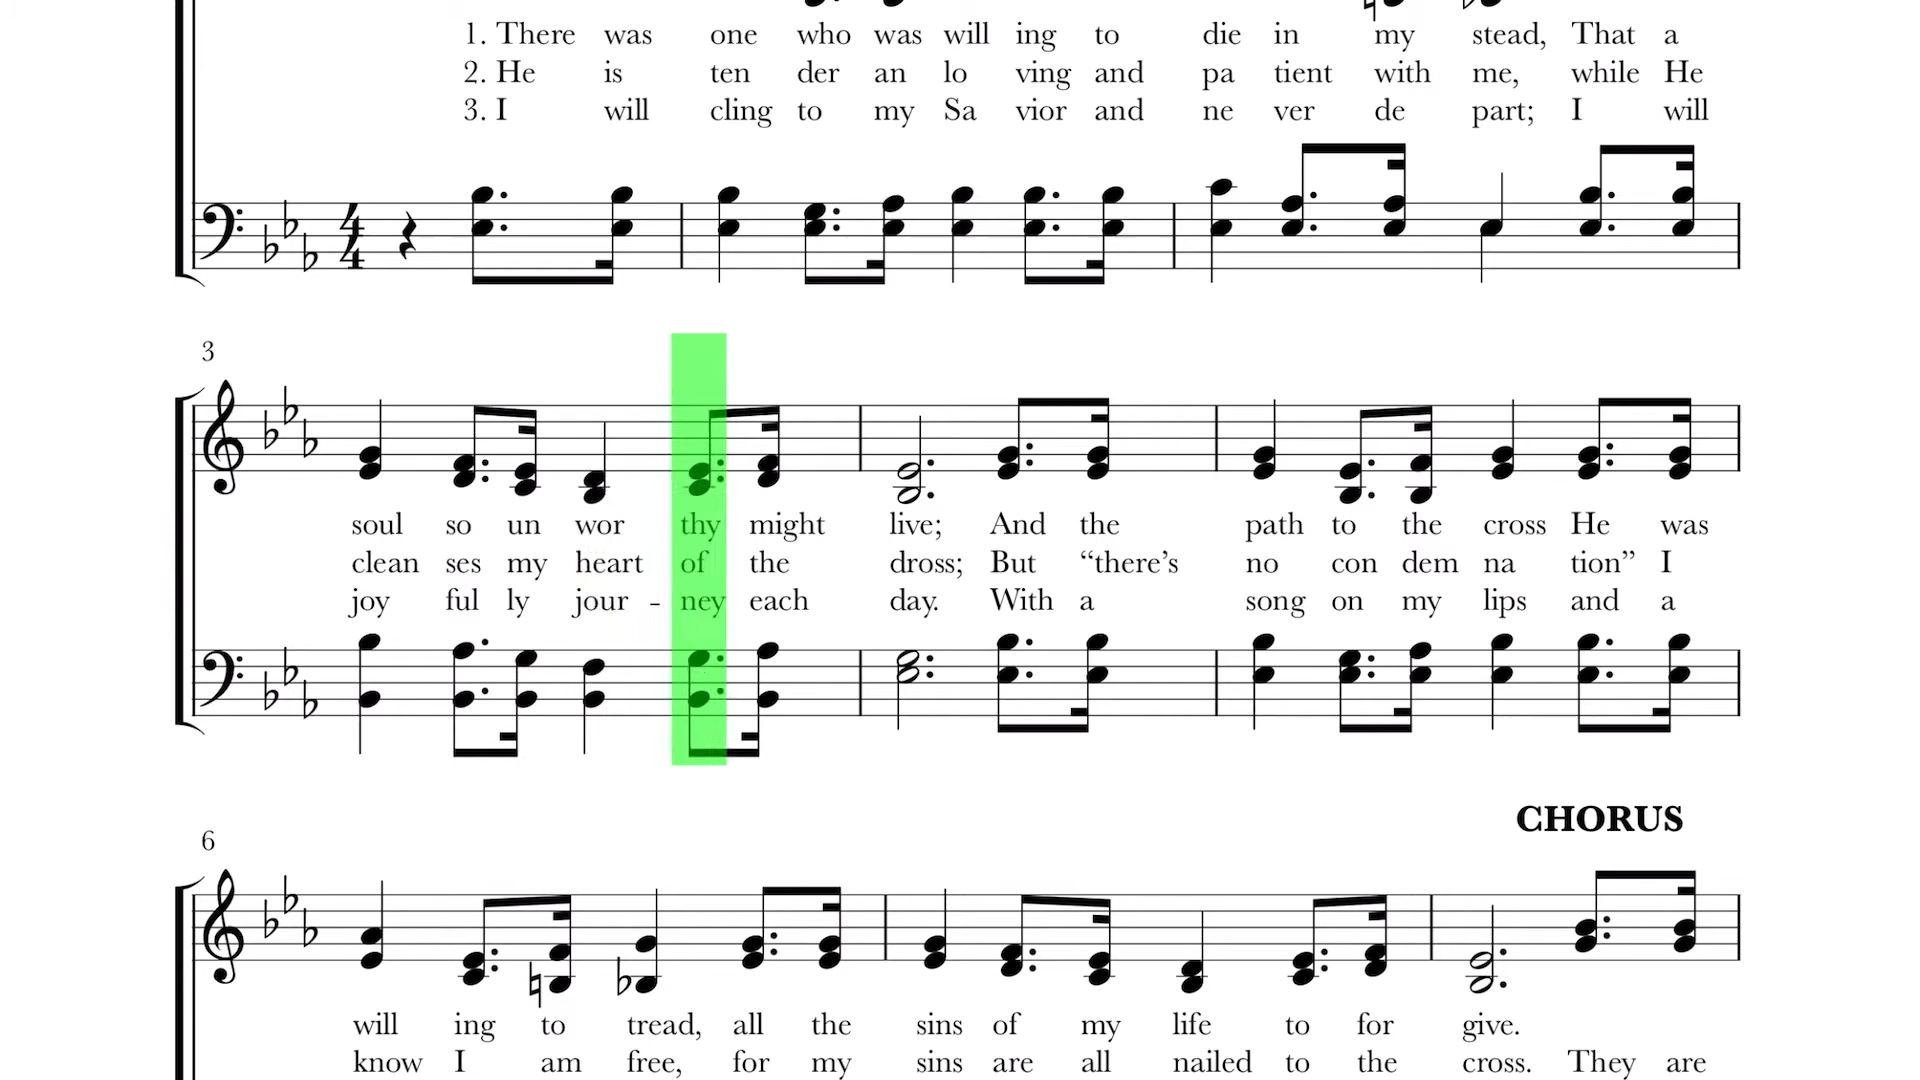 1. There was one who was will ing to die in my stead, That a
2. He is ten der an lo ving and pa tient with me, while He
3. I will cling to my Sa vior and ne ver de part; I will
4
4
3
soul so un wor thy might live; And the path to the cross He was
clean ses my heart of the dross; But “there’s no con dem na tion” I
joy ful ly jour - ney each day. With a song on my lips and a
CHORUS
6
will ing to tread, all the sins of my life to for give.
know I am free, for my sins are all nailed to the cross. They are